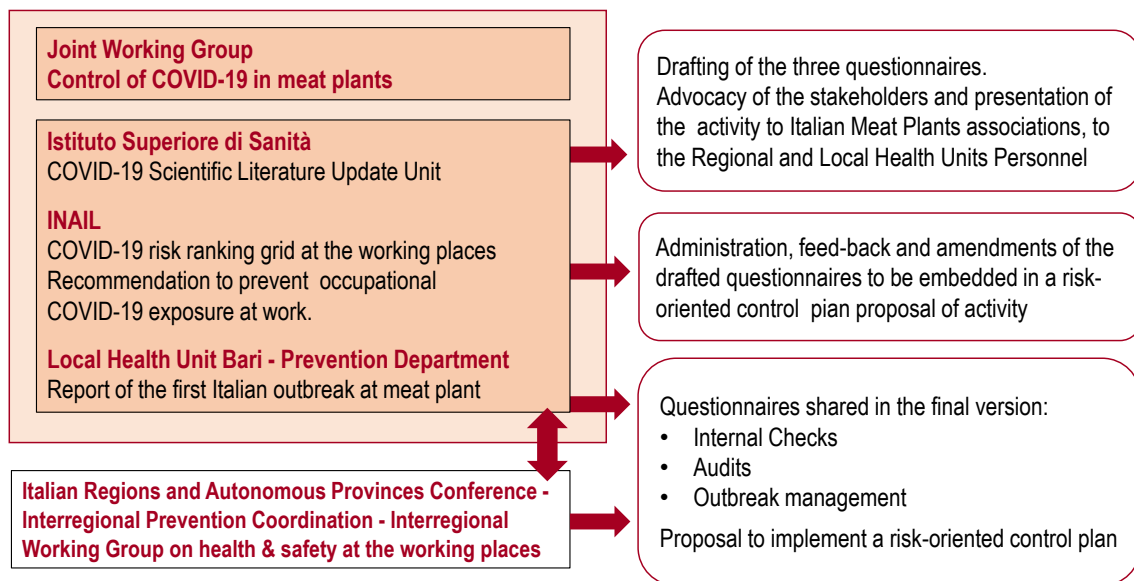 Joint Working Group
Control of COVID-19 in meat plants
Istituto Superiore di Sanità
COVID-19 Scientific Literature Update Unit
INAIL
COVID-19 risk ranking grid at the working places
Recommendation to prevent occupational
COVID-19 exposure at work.
Local Health Unit Bari - Prevention Department
Report of the first Italian outbreak at meat plant
Italian Regions and Autonomous Provinces Conference -
Interregional Prevention Coordination - Interregional
Working Group on health & safety at the working places
Drafting of the three questionnaires.
Advocacy of the stakeholders and presentation of
the activity to Italian Meat Plants associations, to
the Regional and Local Health Units Personnel
Administration, feed-back and amendments of the
drafted questionnaires to be embedded in a risk-
oriented control plan proposal of activity
Questionnaires shared in the final version:
• Internal Checks
• Audits
• Outbreak management
Proposal to implement a risk-oriented control plan